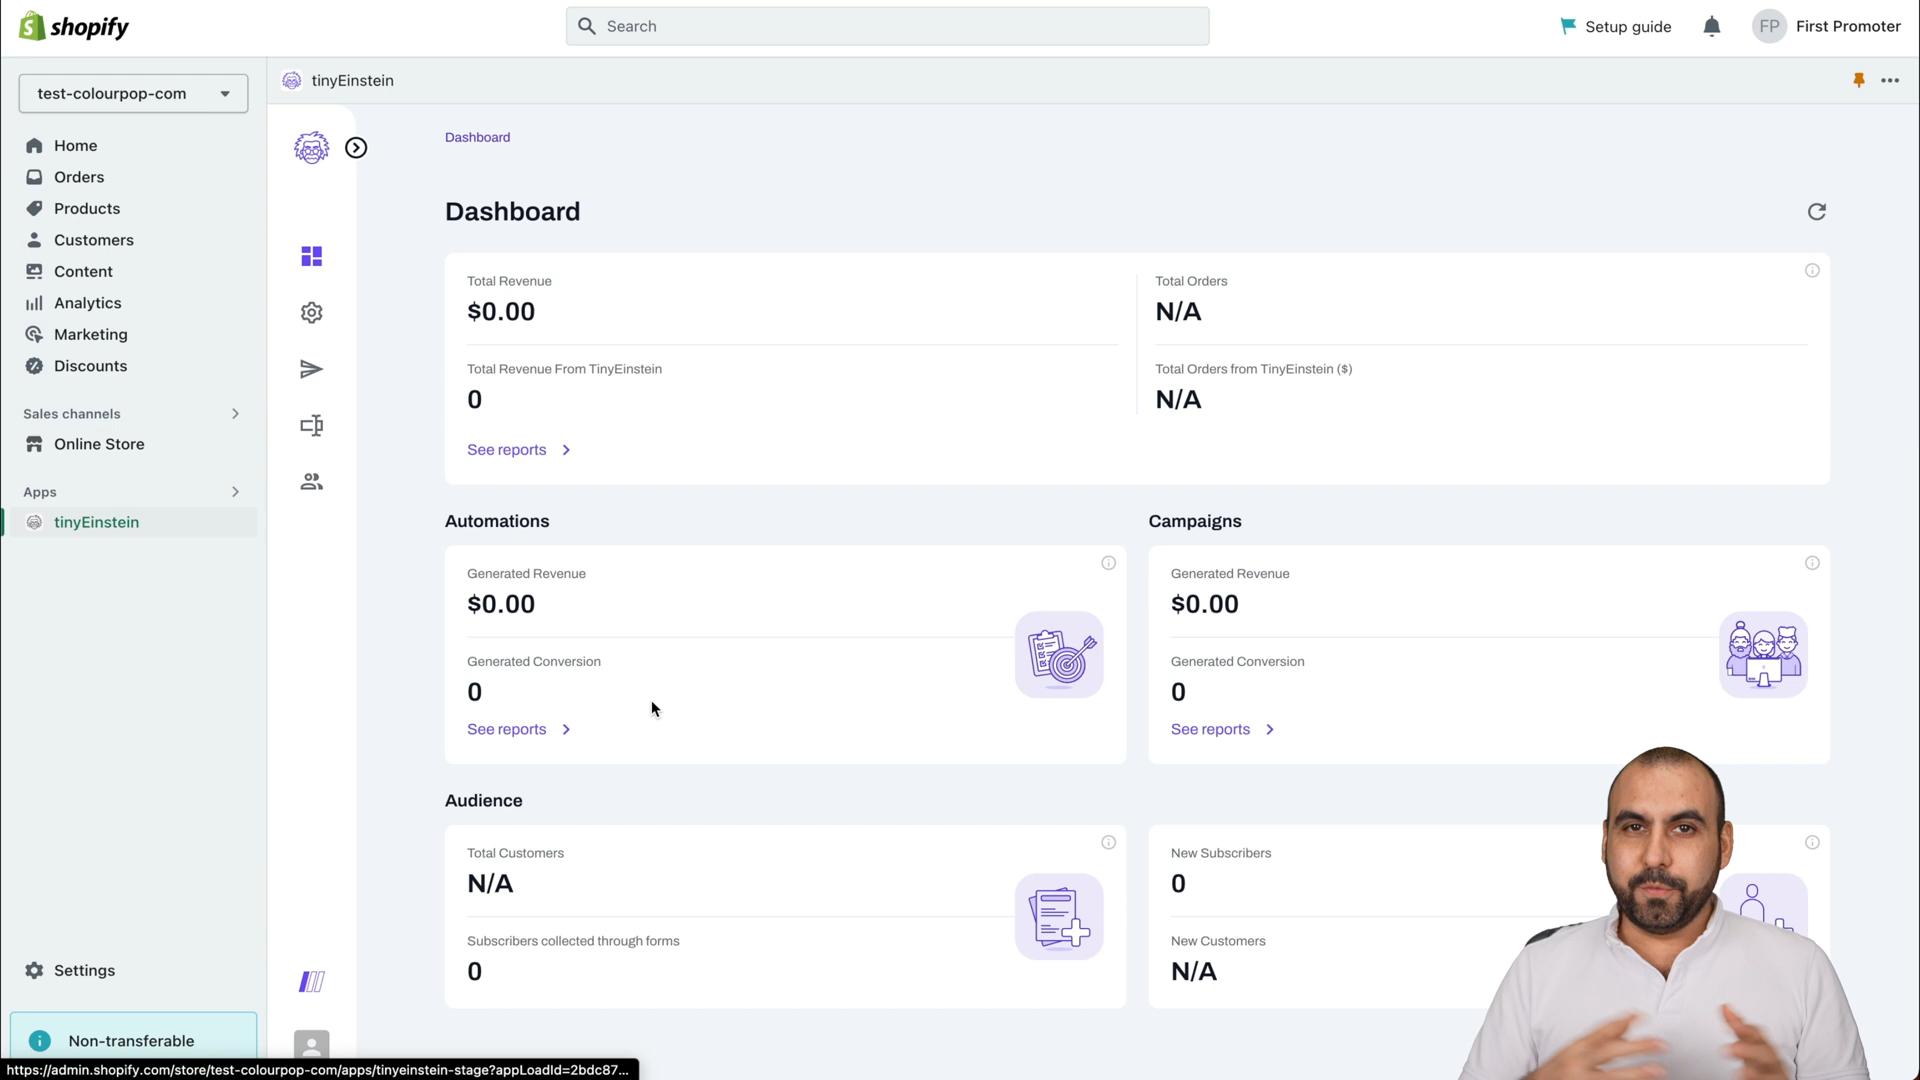 shopify
Search
Setup guide
FP
First Promoter
test-colourpop-com
tinyEinstein
Home
Orders
Products
Customers
Content
Analytics
Marketing
Discounts
Sales channels
Online Store
Apps
tinyEinstein
Settings
Non-transferable
Dashboard
Dashboard
Total Revenue
$0.00
Total Orders
N/A
Total Revenue From TinyEinstein
0
Total Orders from TinyEinstein ($)
N/A
See reports
Automations
Generated Revenue
$0.00
Generated Conversion
0
See reports
Campaigns
Generated Revenue
$0.00
Generated Conversion
0
See reports
Audience
Total Customers
N/A
Subscribers collected through forms
0
New Subscribers
0
New Customers
N/A
https://admin.shopify.com/store/test-colourpop-com/apps/tinyeinstein-stage?appLoadId=2bdc87...